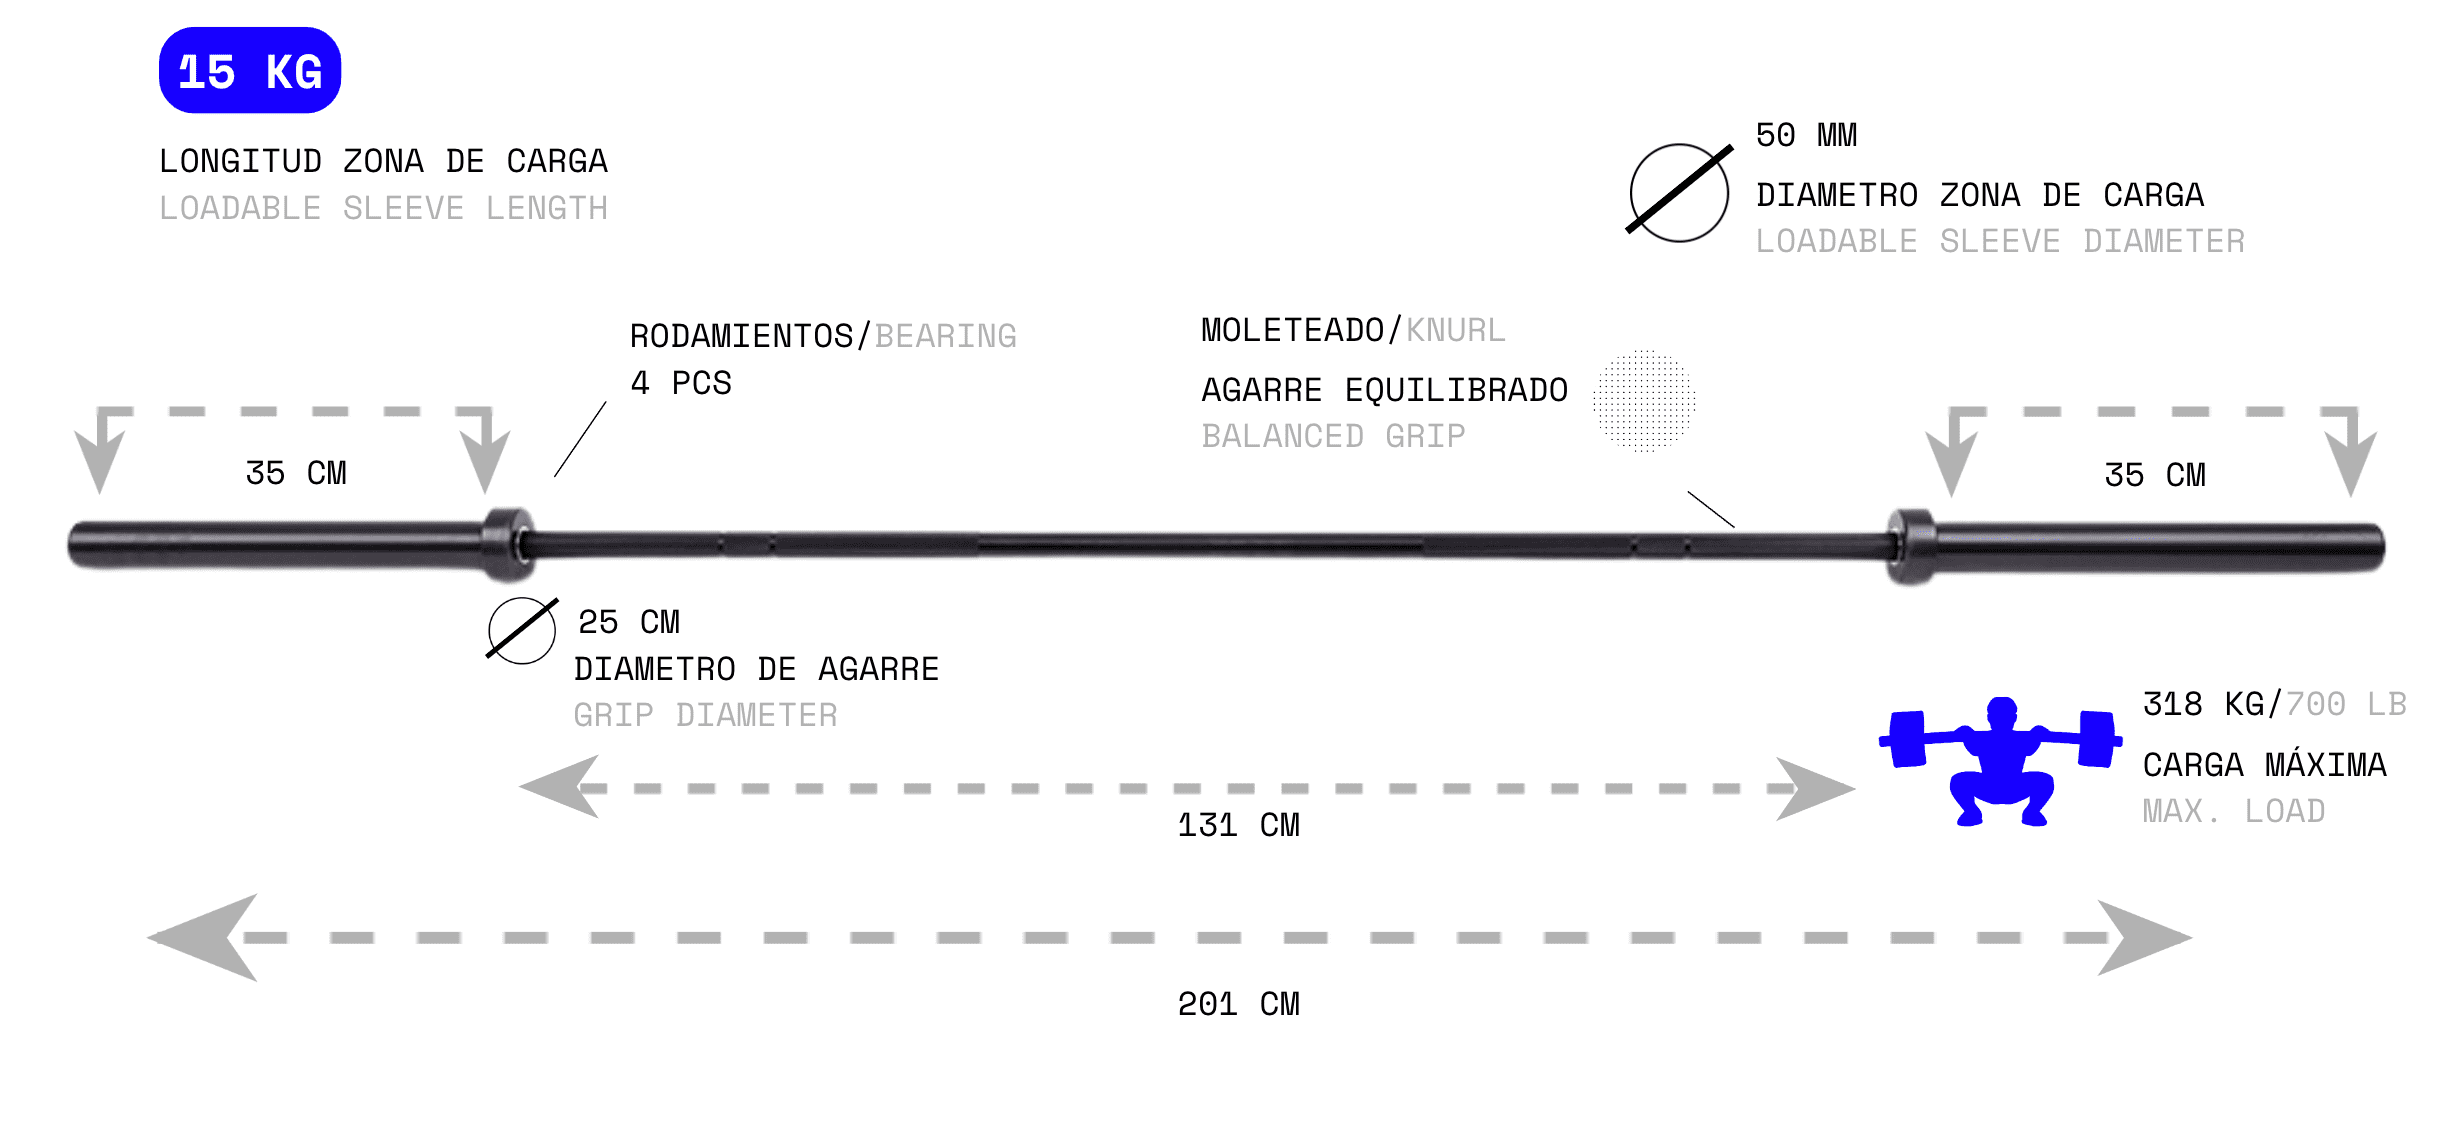 15 KG
LONGITUD ZONA DE CARGA
LOADABLE SLEEVE LENGTH
50 MM
DIAMETRO ZONA DE CARGA
LOADABLE SLEEVE DIAMETER
RODAMIENTOS/BEARING
4 PCS
MOLETEADO/KNURL
AGARRE EQUILIBRADO
BALANCED GRIP
35 CM
35 CM
25 CM
DIAMETRO DE AGARRE
GRIP DIAMETER
318 KG/700 LB
CARGA MÁXIMA
MAX. LOAD
131 CM
201 CM